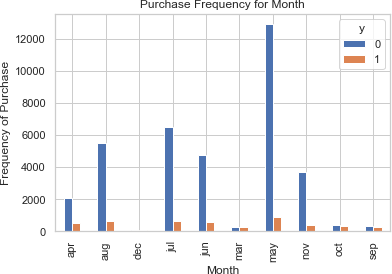 Purchase Frequency for Month
y
0
1
12000
10000
8000
6000
4000
2000
0
Frequency of Purchase
apr
aug
dec
jul
jun
mar
may
nov
oct
sep
Month